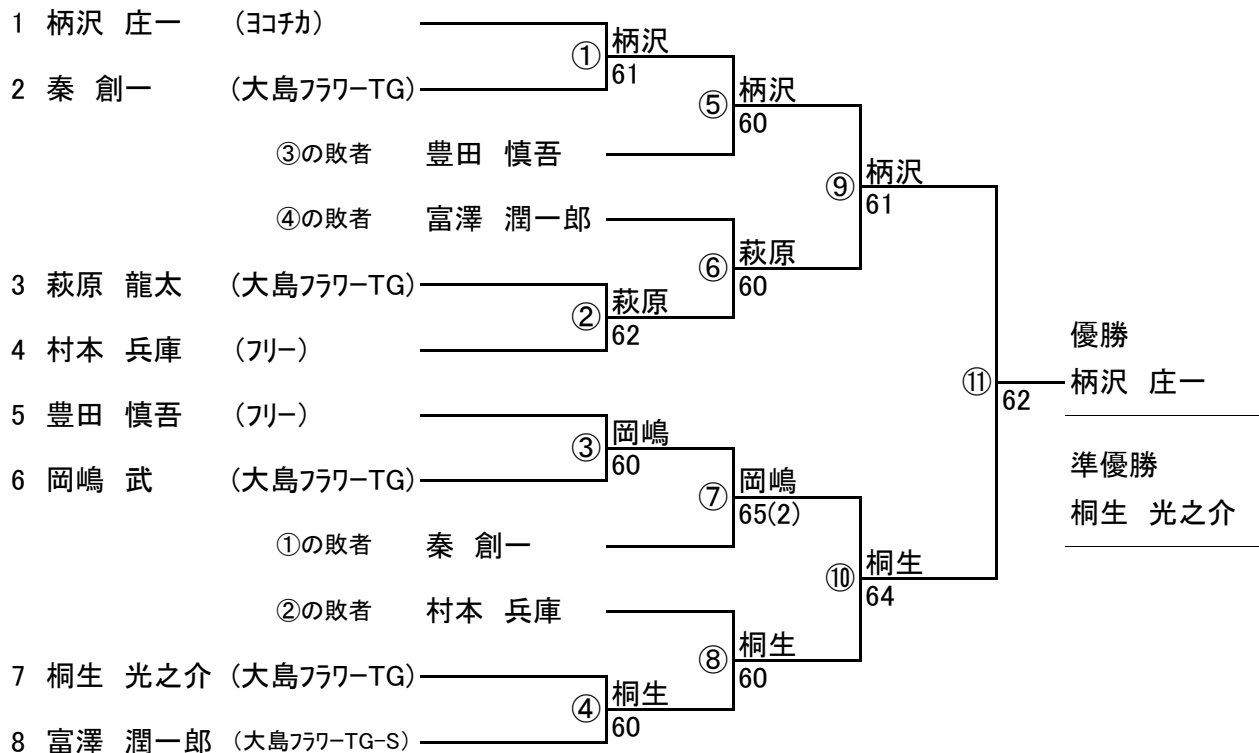 1 柄沢 庄一 (ﾖｺﾁｶ)
① 柄沢
61
2 秦 創一 (大島ﾌﾗﾜｰTG)
⑤ 柄沢
60
③の敗者 豊田 慎吾
⑨ 柄沢
61
④の敗者 富澤 潤一郎
⑥ 萩原
60
3 萩原 龍太 (大島ﾌﾗﾜｰTG)
② 萩原
62
4 村本 兵庫 (ﾌﾘｰ)
優勝
⑪ 柄沢 庄一
62
5 豊田 慎吾 (ﾌﾘｰ)
③ 岡嶋
60
準優勝
6 岡嶋 武 (大島ﾌﾗﾜｰTG)
⑦ 岡嶋
65(2)
桐生 光之介
①の敗者 秦 創一
⑩ 桐生
64
②の敗者 村本 兵庫
⑧ 桐生
60
7 桐生 光之介 (大島ﾌﾗﾜｰTG)
④ 桐生
60
8 富澤 潤一郎 (大島ﾌﾗﾜｰTG-S)